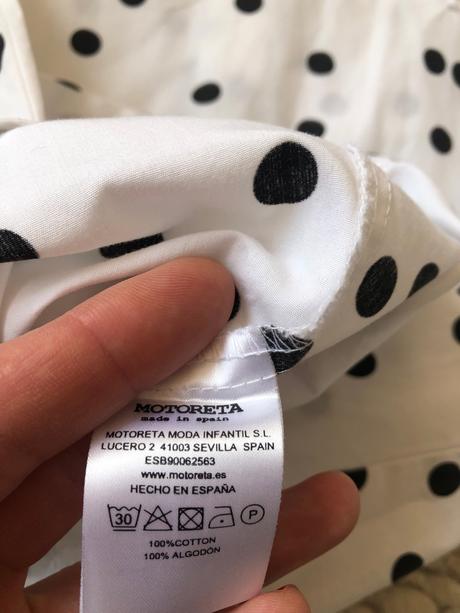 MOTORETA
made in spain
MOTORETA MODA INFANTIL S.L.
LUCERO 2 41003 SEVILLA SPAIN
ESB90062563
www.motoreta.es
HECHO EN ESPAÑA
30 P
100%COTTON
100% ALGODÓN